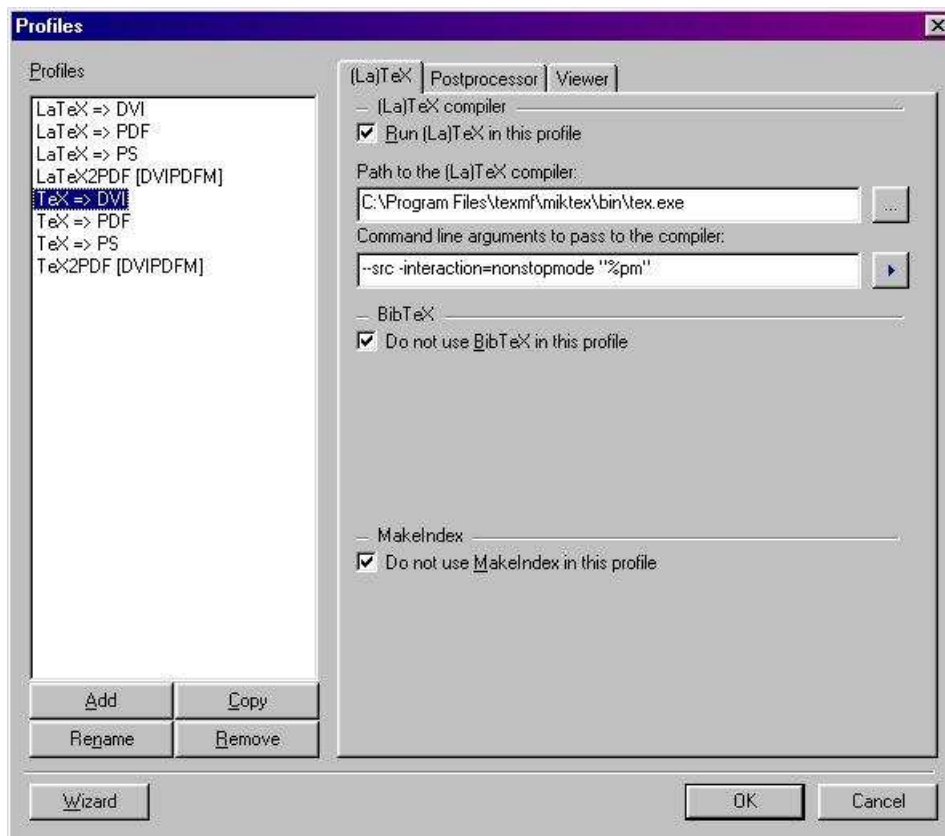 Profiles
Profiles
LaTeX => DVI
LaTeX => PDF
LaTeX => PS
LaTeX2PDF [DVIPDFM]
TeX => DVI
TeX => PDF
TeX => PS
TeX2PDF [DVIPDFM]
Add
Copy
Rename
Remove
(La)TeX
Postprocessor
Viewer
(La)TeX compiler
Run (La)TeX in this profile
Path to the (La)TeX compiler:
C:\Program Files\texmf\miktex\bin\tex.exe
...
Command line arguments to pass to the compiler:
--src -interaction=nonstopmode "%pm"
BibTeX
Do not use BibTeX in this profile
MakeIndex
Do not use MakeIndex in this profile
Wizard
OK
Cancel